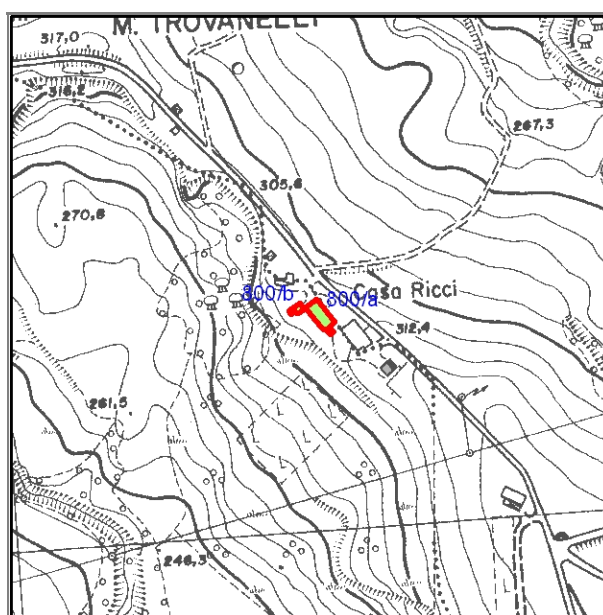 M. TROVANELLI
317,0
316,2
267,3
305,6
270,8
800/b 800/a
Casa Ricci
312,4
261,5
246,3